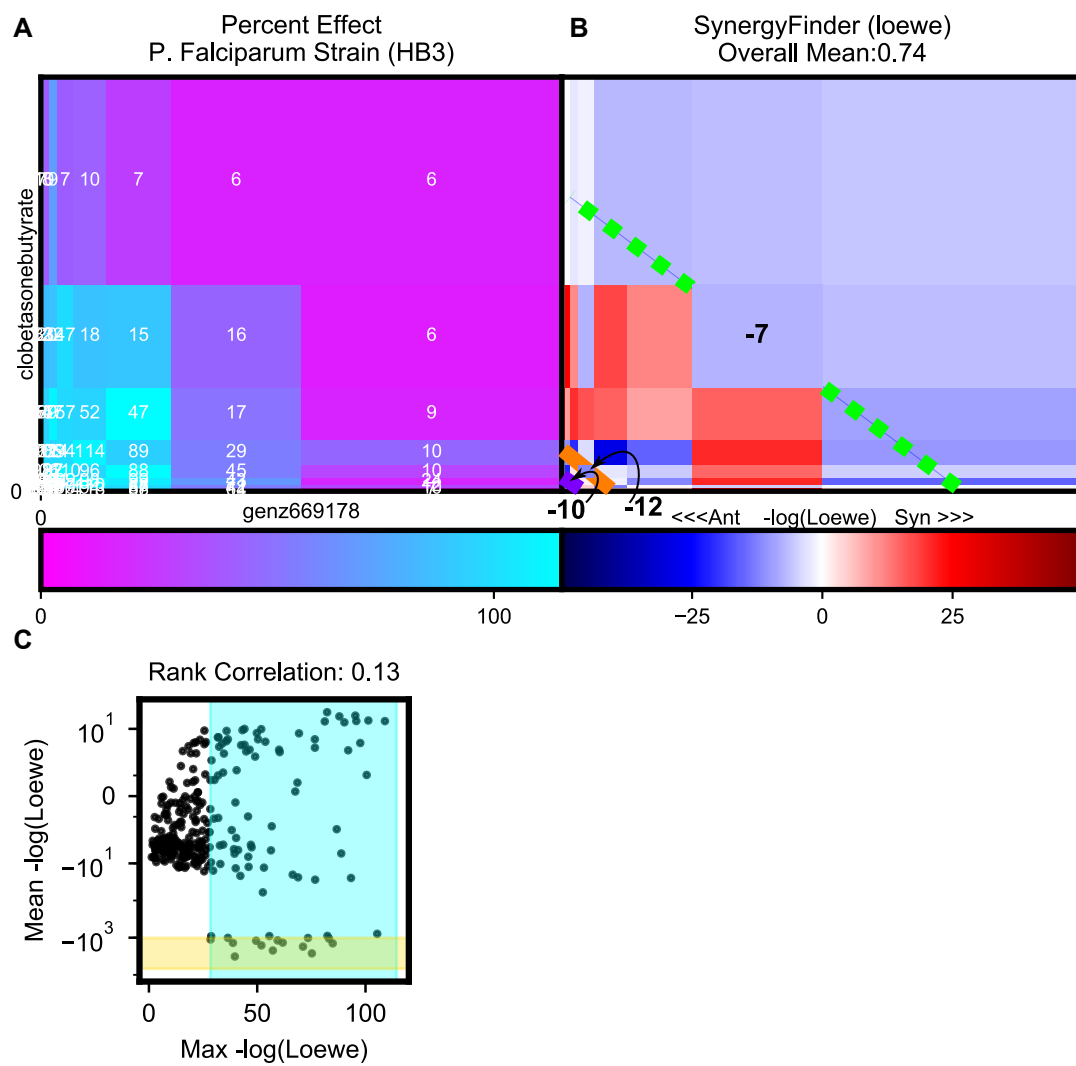 A
Percent Effect
P. Falciparum Strain (HB3)
B
SynergyFinder (loewe)
Overall Mean:0.74
clobetasonebutyrate
7 10 7 6 6
18 15 16 6
52 47 17 9
114 89 29 10
96 88 45 10
-7
0
0
genz669178
-10
-12
<<<Ant -log(Loewe) Syn >>>
0 100
−25 0 25
C
Rank Correlation: 0.13
Mean -log(Loewe)
10¹
0
−10¹
−10³
0 50 100
Max -log(Loewe)